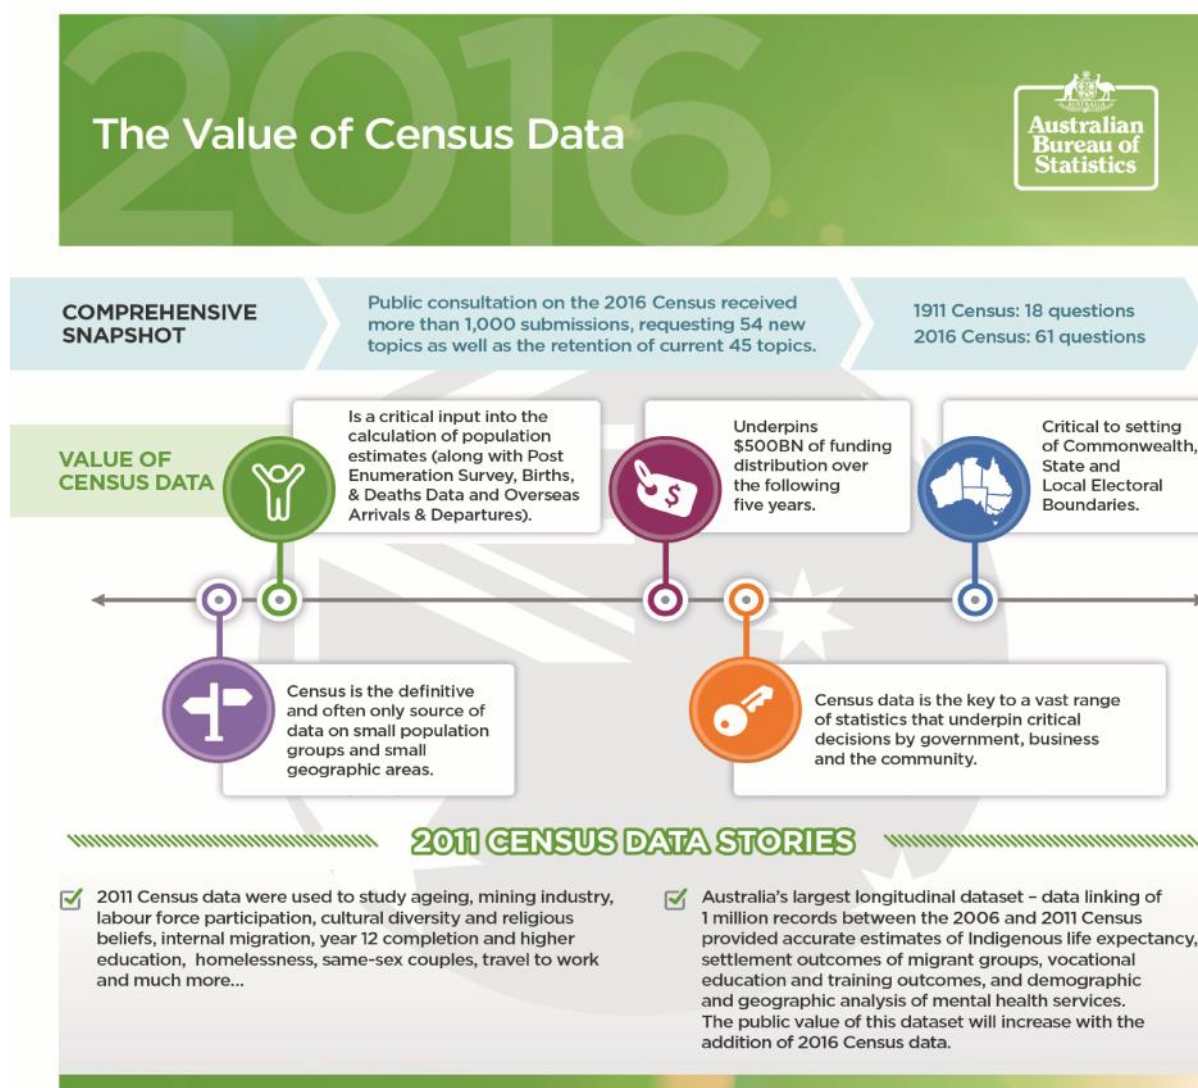 2016
The Value of Census Data
AUSTRALIA
Australian
Bureau of
Statistics
COMPREHENSIVE
SNAPSHOT
Public consultation on the 2016 Census received
more than 1,000 submissions, requesting 54 new
topics as well as the retention of current 45 topics.
1911 Census: 18 questions
2016 Census: 61 questions
VALUE OF
CENSUS DATA
Is a critical input into the
calculation of population
estimates (along with Post
Enumeration Survey, Births,
& Deaths Data and Overseas
Arrivals & Departures).
$
Underpins
$500BN of funding
distribution over
the following
five years.
Critical to setting
of Commonwealth,
State and
Local Electoral
Boundaries.
Census is the definitive
and often only source of
data on small population
groups and small
geographic areas.
Census data is the key to a vast range
of statistics that underpin critical
decisions by government, business
and the community.
2011 CENSUS DATA STORIES
2011 Census data were used to study ageing, mining industry,
labour force participation, cultural diversity and religious
beliefs, internal migration, year 12 completion and higher
education, homelessness, same-sex couples, travel to work
and much more...
Australia's largest longitudinal dataset – data linking of
1 million records between the 2006 and 2011 Census
provided accurate estimates of Indigenous life expectancy,
settlement outcomes of migrant groups, vocational
education and training outcomes, and demographic
and geographic analysis of mental health services.
The public value of this dataset will increase with the
addition of 2016 Census data.